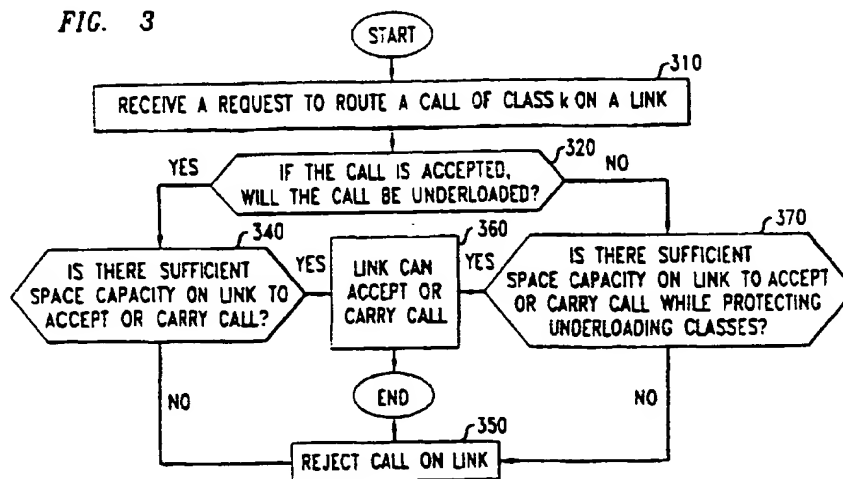 FIG. 3
START
310
RECEIVE A REQUEST TO ROUTE A CALL OF CLASS k ON A LINK
320
YES
IF THE CALL IS ACCEPTED,
WILL THE CALL BE UNDERLOADED?
NO
340
IS THERE SUFFICIENT
SPACE CAPACITY ON LINK TO
ACCEPT OR CARRY CALL?
YES
360
LINK CAN
ACCEPT OR
CARRY CALL
YES
370
IS THERE SUFFICIENT
SPACE CAPACITY ON LINK TO ACCEPT
OR CARRY CALL WHILE PROTECTING
UNDERLOADING CLASSES?
NO
END
NO
350
REJECT CALL ON LINK